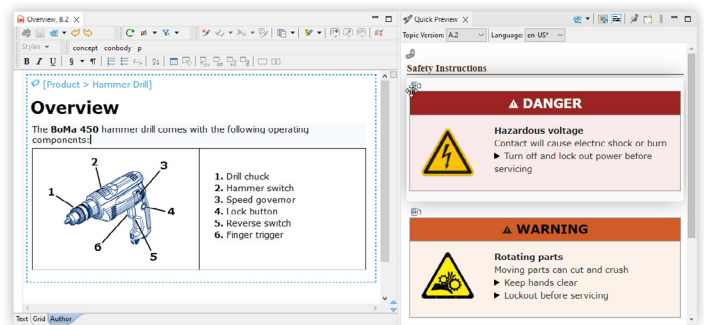 Overview, B.2
Styles
concept conbody p
B I U § ¶
[Product > Hammer Drill]
Overview
The BoMa 450 hammer drill comes with the following operating
components:
1
2
3
4
5
6
1. Drill chuck
2. Hammer switch
3. Speed governor
4. Lock button
5. Reverse switch
6. Finger trigger
Text Grid Author
Quick Preview
Topic Version: A.2 Language: en-US*
Safety Instructions
DANGER
Hazardous voltage
Contact will cause electric shock or burn
▶ Turn off and lock out power before
servicing
WARNING
Rotating parts
Moving parts can cut and crush
▶ Keep hands clear
▶ Lockout before servicing